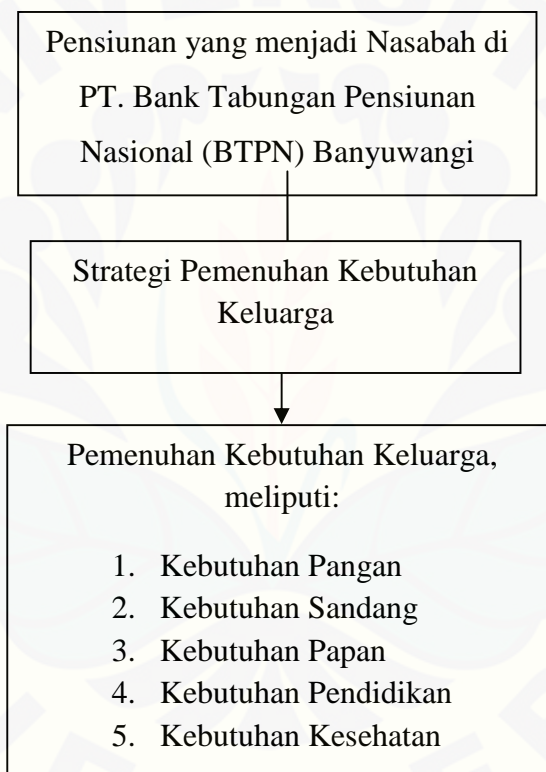 Pensiunan yang menjadi Nasabah di
PT. Bank Tabungan Pensiunan
Nasional (BTPN) Banyuwangi
Strategi Pemenuhan Kebutuhan
Keluarga
Pemenuhan Kebutuhan Keluarga,
meliputi:
1. Kebutuhan Pangan
2. Kebutuhan Sandang
3. Kebutuhan Papan
4. Kebutuhan Pendidikan
5. Kebutuhan Kesehatan